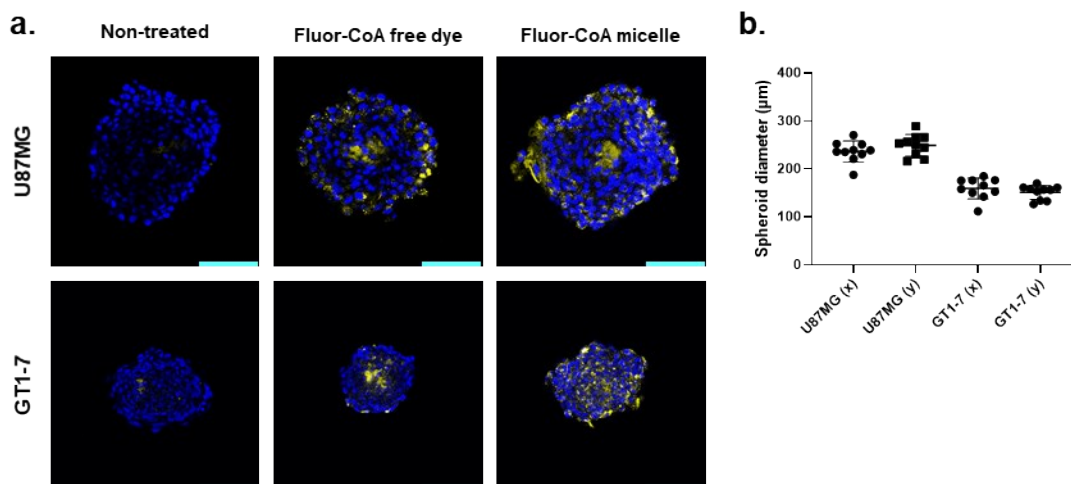 a.
Non-treated
Fluor-CoA free dye
Fluor-CoA micelle
U87MG
GT1-7
b.
Spheroid diameter (µm)
400
300
200
100
0
U87MG (x)
U87MG (y)
GT1-7 (x)
GT1-7 (y)